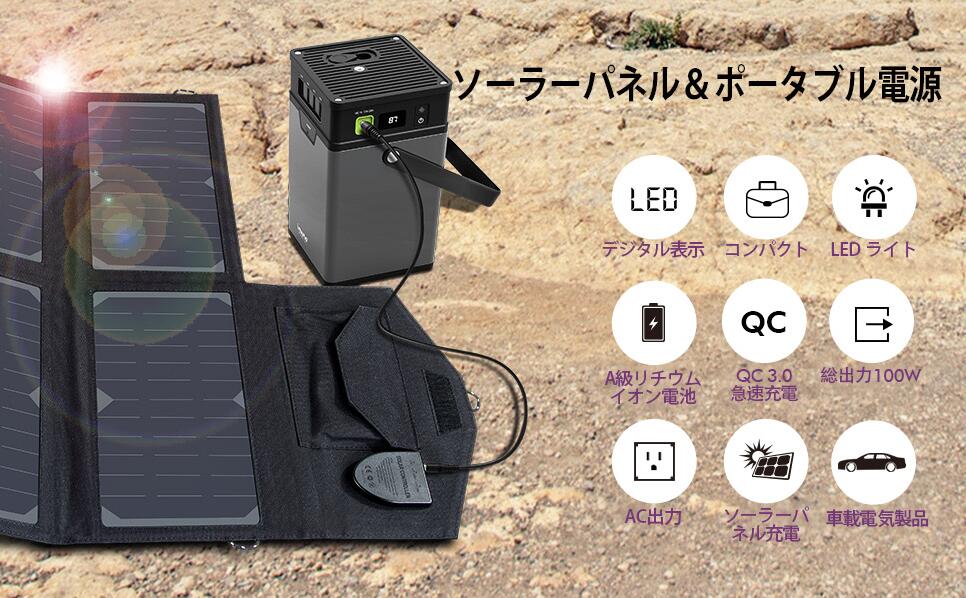 ソーラーパネル＆ポータブル電源
LED
デジタル表示
コンパクト
LED ライト
A級リチウム
イオン電池
QC
QC 3.0
急速充電
総出力100W
AC出力
ソーラーパ
ネル充電
車載電気製品
SOLAR CONTROLLER
CE